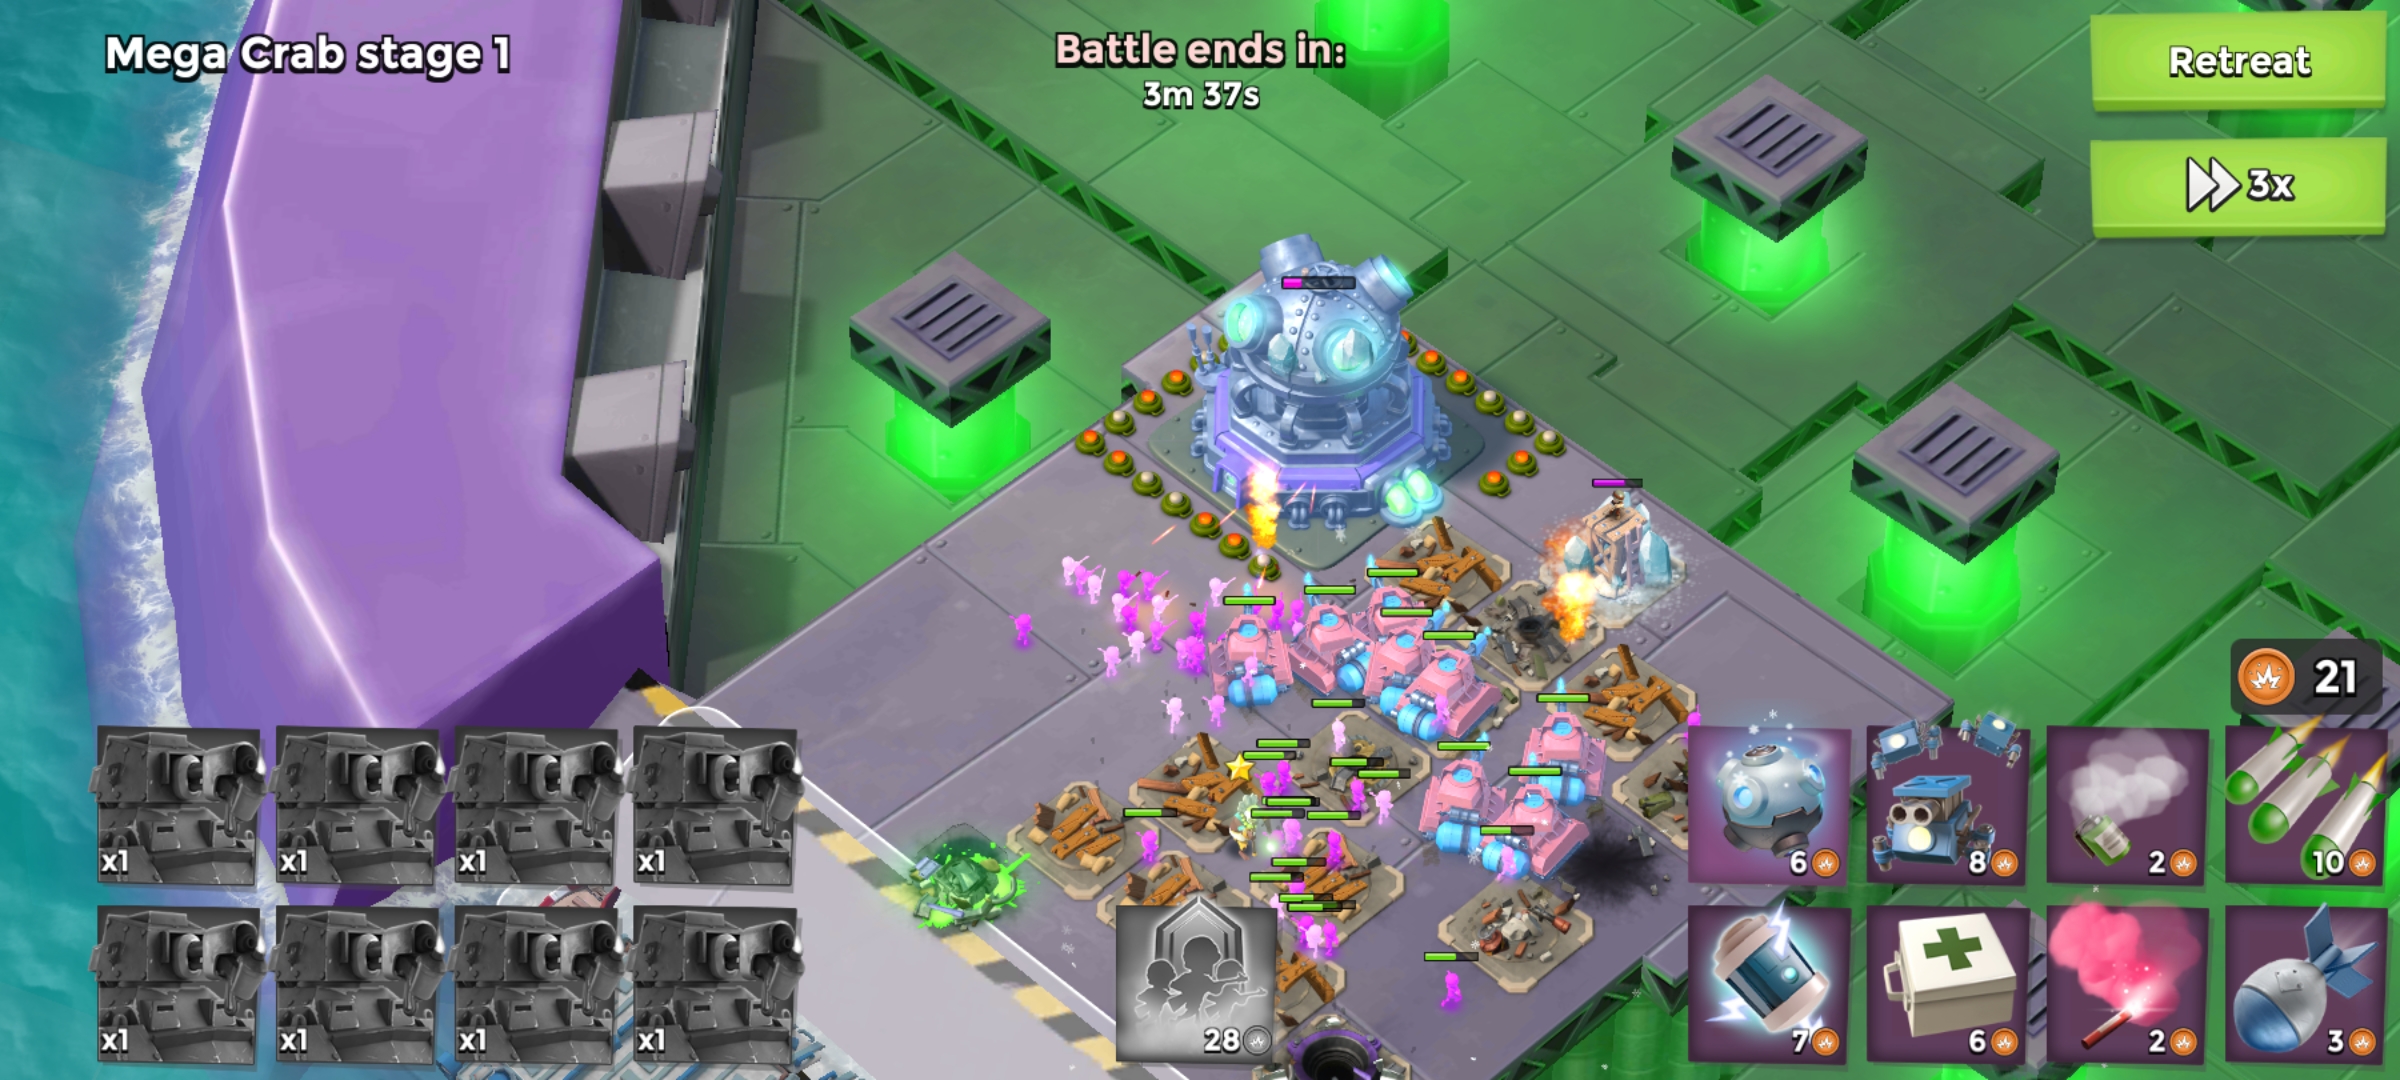 Mega Crab stage 1
Battle ends in:
3m 37s
Retreat
3x
21
x1
x1
x1
x1
6
8
2
10
x1
x1
x1
x1
28
7
6
2
3